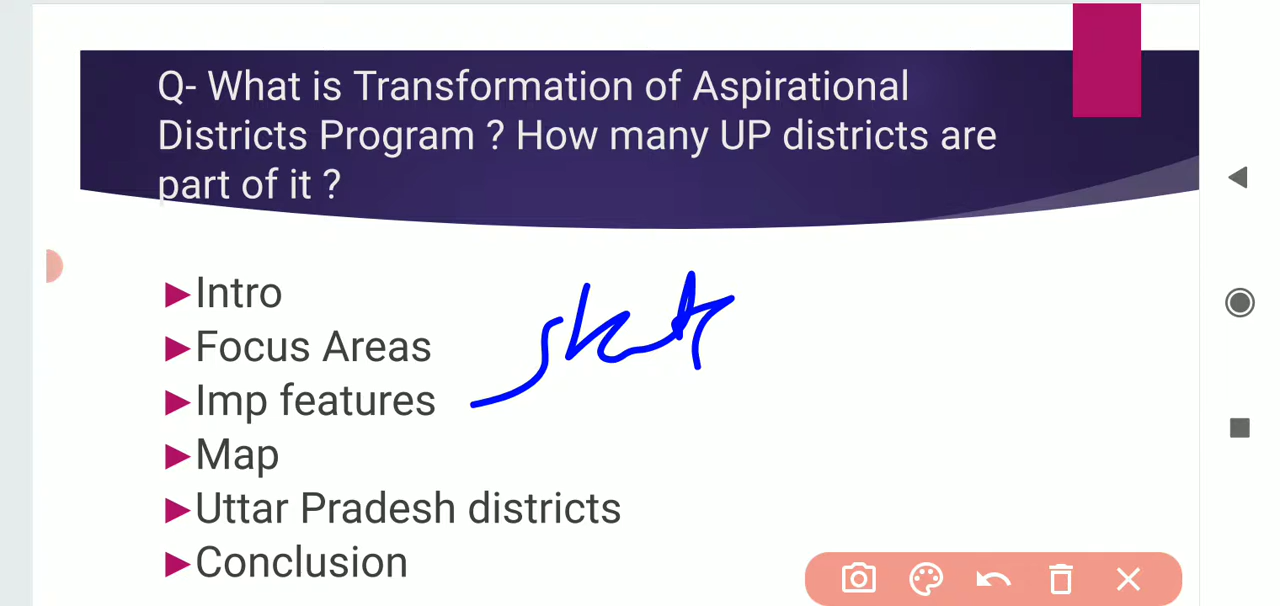 Q- What is Transformation of Aspirational
Districts Program ? How many UP districts are
part of it ?
Intro
Focus Areas
Imp features
Map
Uttar Pradesh districts
Conclusion